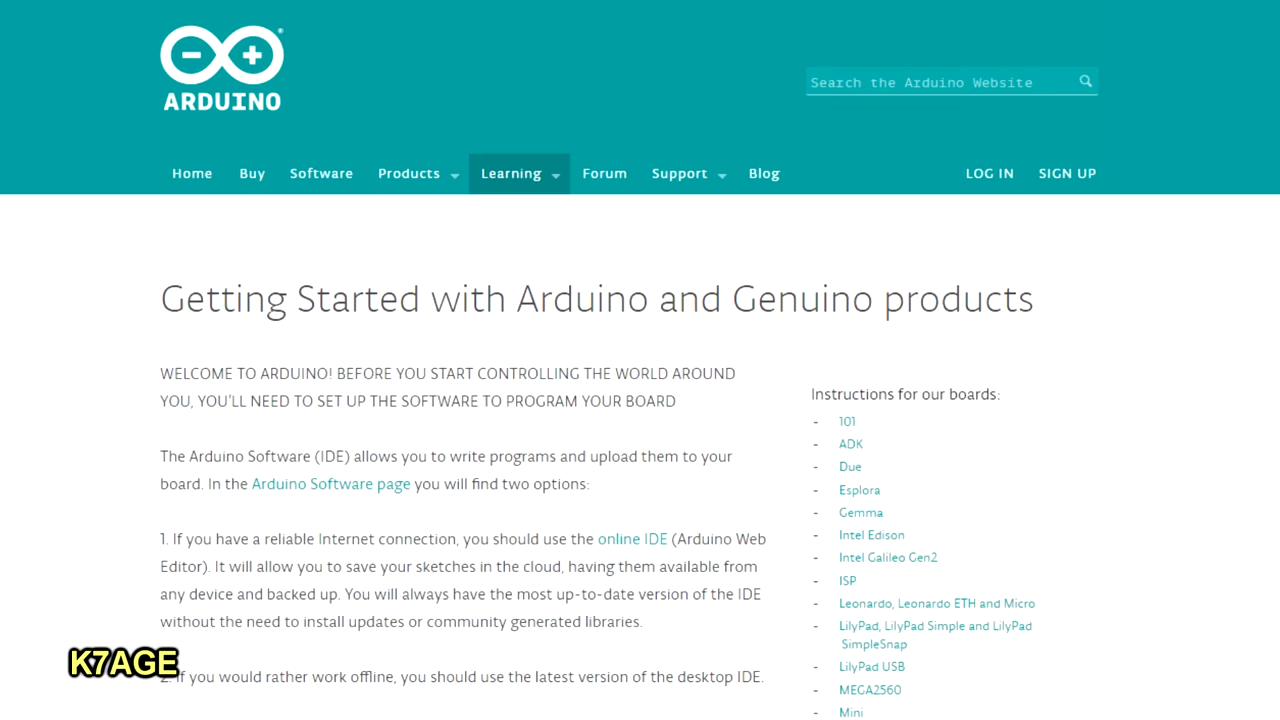 ARDUINO
Search the Arduino Website
Home Buy Software Products Learning Forum Support Blog LOG IN SIGN UP
Getting Started with Arduino and Genuino products
WELCOME TO ARDUINO! BEFORE YOU START CONTROLLING THE WORLD AROUND
YOU, YOU'LL NEED TO SET UP THE SOFTWARE TO PROGRAM YOUR BOARD
The Arduino Software (IDE) allows you to write programs and upload them to your
board. In the Arduino Software page you will find two options:
1. If you have a reliable Internet connection, you should use the online IDE (Arduino Web
Editor). It will allow you to save your sketches in the cloud, having them available from
any device and backed up. You will always have the most up-to-date version of the IDE
without the need to install updates or community generated libraries.
2. If you would rather work offline, you should use the latest version of the desktop IDE.
Instructions for our boards:
- 101
- ADK
- Due
- Esplora
- Gemma
- Intel Edison
- Intel Galileo Gen2
- ISP
- Leonardo, Leonardo ETH and Micro
- LilyPad, LilyPad Simple and LilyPad
SimpleSnap
- LilyPad USB
- MEGA2560
- Mini
K7AGE